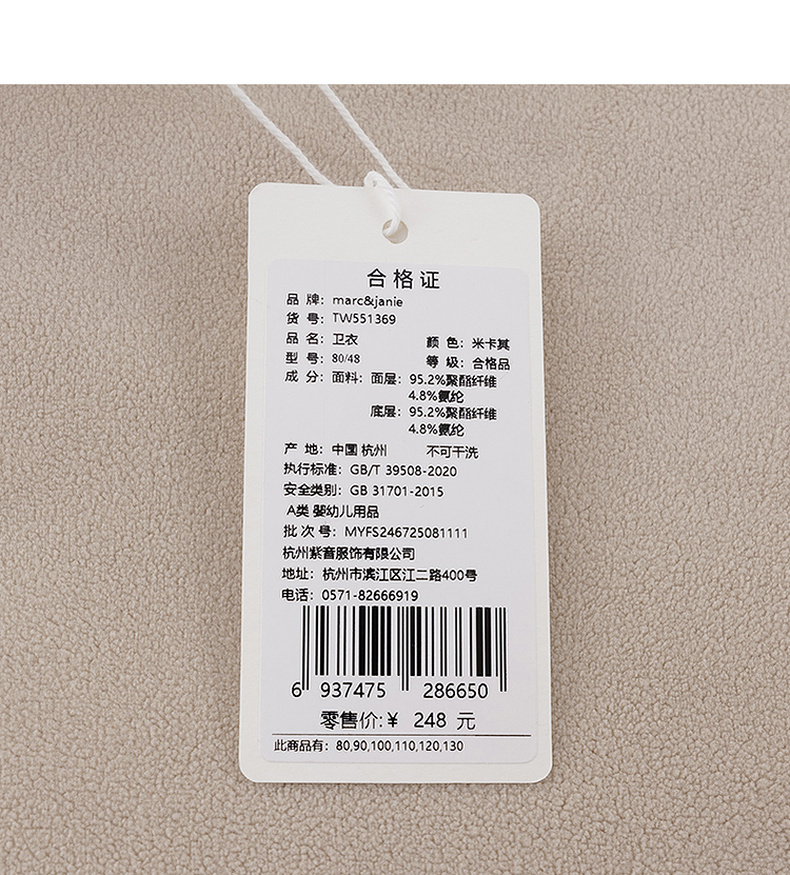 合格证
品 牌：marc&janie
货 号：TW551369
品 名：卫衣 颜 色：米卡其
型 号：80/48 等 级：合格品
成 分：面料：面层：95.2%聚酯纤维
4.8%氨纶
底层：95.2%聚酯纤维
4.8%氨纶
产 地：中国 杭州 不可干洗
执行标准：GB/T 39508-2020
安全类别：GB 31701-2015
A类 婴幼儿用品
批 次 号：MYFS246725081111
杭州紫音服饰有限公司
地址：杭州市滨江区江二路400号
电话：0571-82666919
6 937475 286650
零售价:￥ 248 元
此商品有：80,90,100,110,120,130